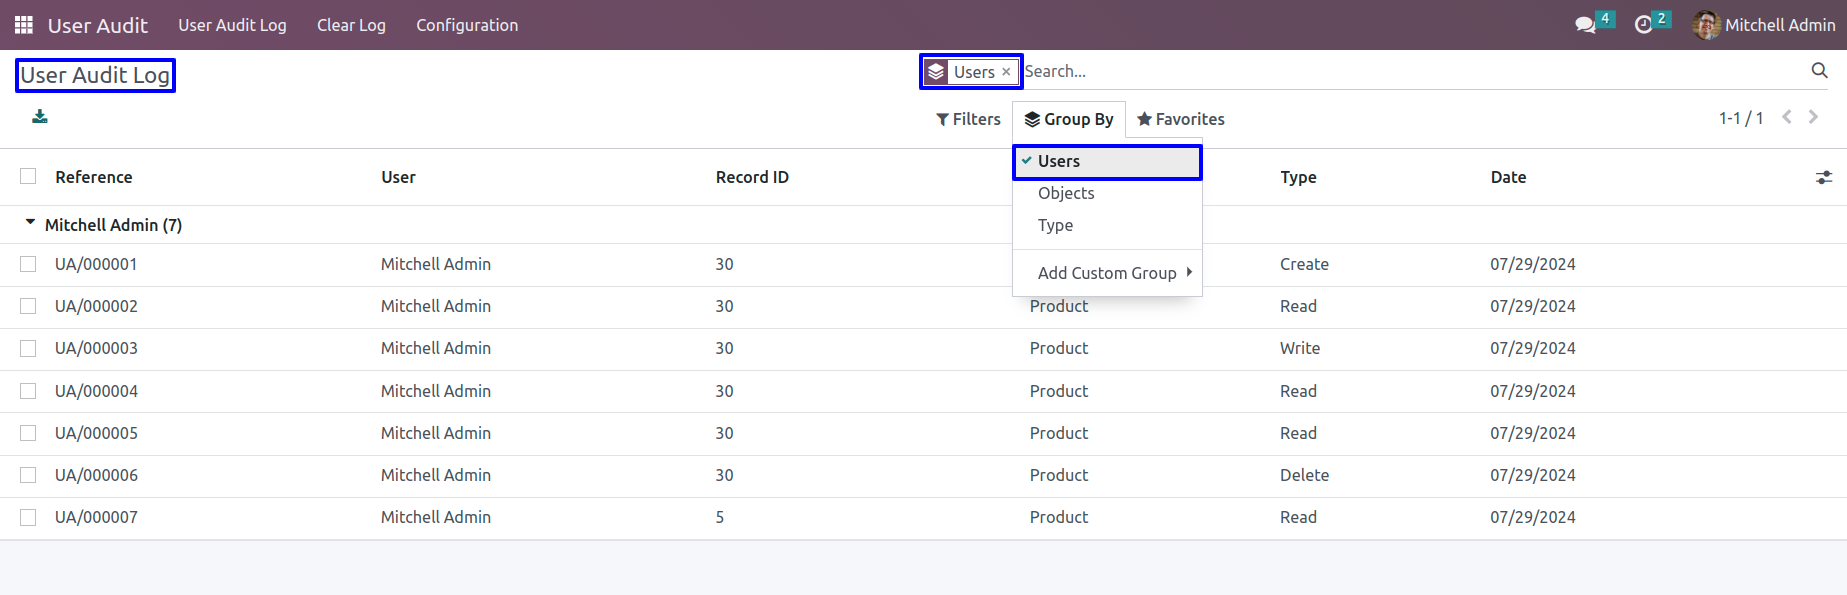 User Audit User Audit Log Clear Log Configuration 4 2 Mitchell Admin
User Audit Log Users × Search...
Filters Group By Favorites 1-1 / 1
Users
Objects
Type
Add Custom Group
Reference User Record ID Type Date
Mitchell Admin (7)
UA/000001 Mitchell Admin 30 Create 07/29/2024
UA/000002 Mitchell Admin 30 Product Read 07/29/2024
UA/000003 Mitchell Admin 30 Product Write 07/29/2024
UA/000004 Mitchell Admin 30 Product Read 07/29/2024
UA/000005 Mitchell Admin 30 Product Read 07/29/2024
UA/000006 Mitchell Admin 30 Product Delete 07/29/2024
UA/000007 Mitchell Admin 5 Product Read 07/29/2024